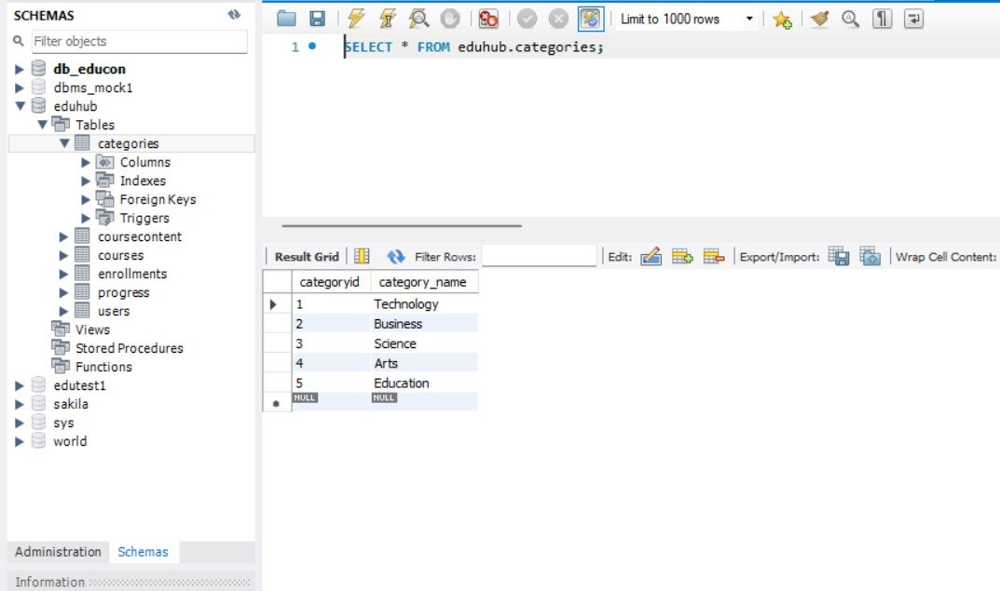 SCHEMAS
Filter objects
db_educon
dbms_mock1
eduhub
Tables
categories
Columns
Indexes
Foreign Keys
Triggers
coursecontent
courses
enrollments
progress
users
Views
Stored Procedures
Functions
edutest1
sakila
sys
world
Administration Schemas
Information
Limit to 1000 rows
1 SELECT * FROM eduhub.categories;
Result Grid Filter Rows: Edit: Export/Import: Wrap Cell Content:
categoryid category_name
1 Technology
2 Business
3 Science
4 Arts
5 Education
NULL NULL